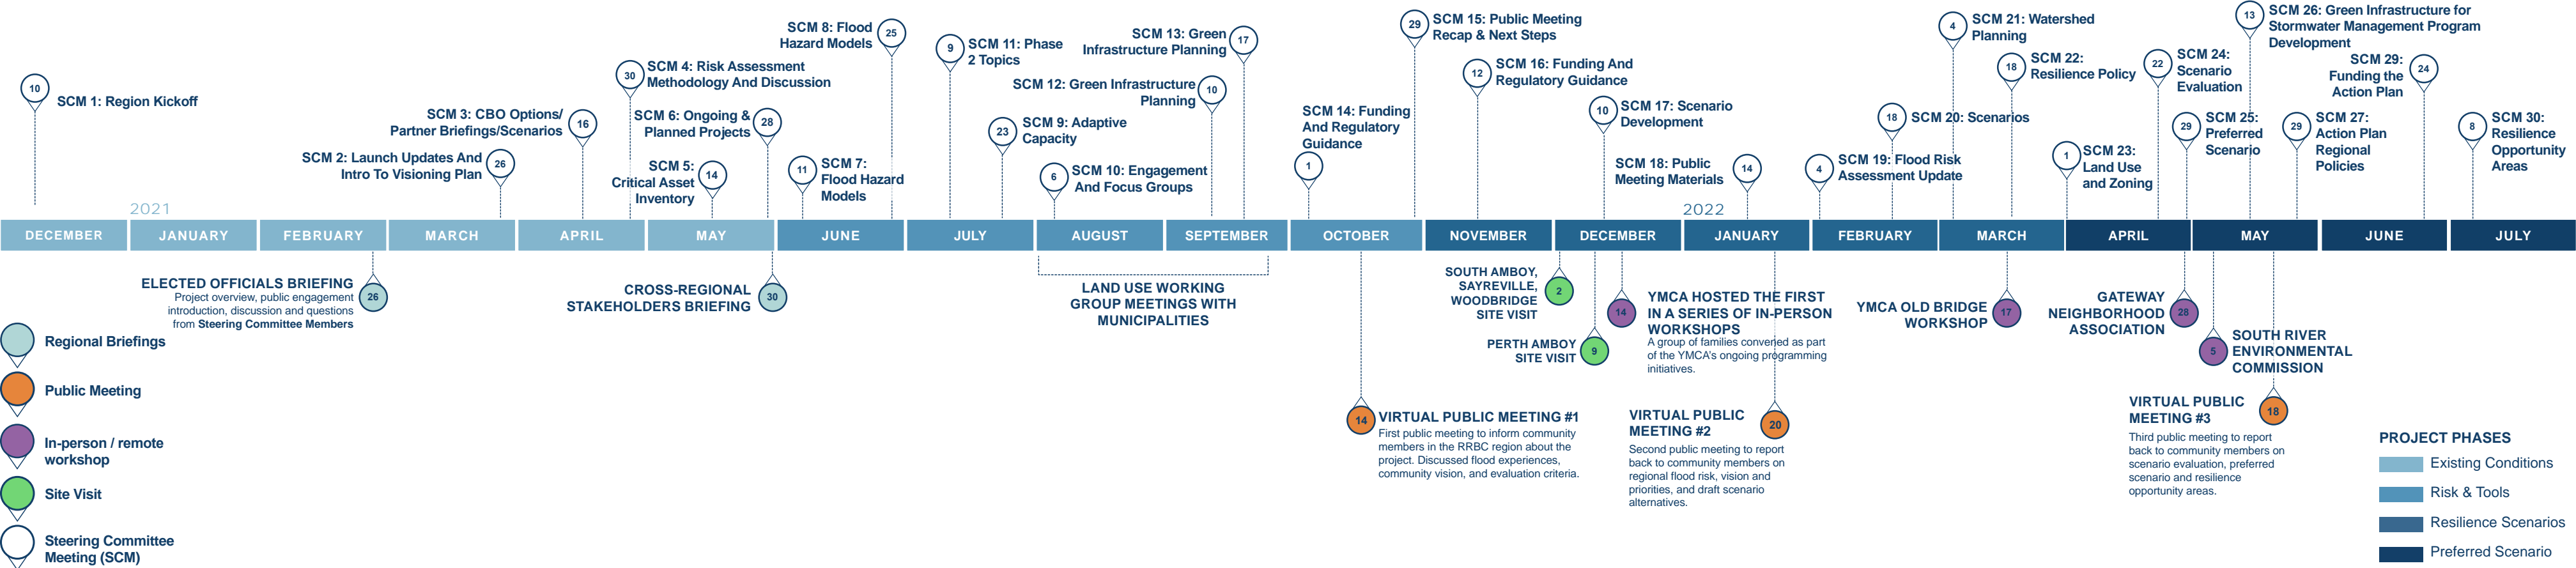 10
SCM 1: Region Kickoff
26
SCM 2: Launch Updates And
Intro To Visioning Plan
16
SCM 3: CBO Options/
Partner Briefings/Scenarios
30
SCM 4: Risk Assessment
Methodology And Discussion
14
SCM 5:
Critical Asset
Inventory
28
SCM 6: Ongoing &
Planned Projects
11
SCM 7:
Flood Hazard
Models
25
SCM 8: Flood
Hazard Models
9
SCM 11: Phase
2 Topics
23
SCM 9: Adaptive
Capacity
6
SCM 10: Engagement
And Focus Groups
10
SCM 12: Green Infrastructure
Planning
17
SCM 13: Green
Infrastructure Planning
SCM 14: Funding
And Regulatory
Guidance
1
29
SCM 15: Public Meeting
Recap & Next Steps
12
SCM 16: Funding And
Regulatory Guidance
10
SCM 17: Scenario
Development
14
SCM 18: Public
Meeting Materials
4
SCM 19: Flood Risk
Assessment Update
18
SCM 20: Scenarios
4
SCM 21: Watershed
Planning
18
SCM 22:
Resilience Policy
1
SCM 23:
Land Use
and Zoning
22
SCM 24:
Scenario
Evaluation
29
SCM 25:
Preferred
Scenario
13
SCM 26: Green Infrastructure for
Stormwater Management Program
Development
29
SCM 27:
Action Plan
Regional
Policies
24
SCM 29:
Funding the
Action Plan
8
SCM 30:
Resilience
Opportunity
Areas
2021
2022
DECEMBER
JANUARY
FEBRUARY
MARCH
APRIL
MAY
JUNE
JULY
AUGUST
SEPTEMBER
OCTOBER
NOVEMBER
DECEMBER
JANUARY
FEBRUARY
MARCH
APRIL
MAY
JUNE
JULY
ELECTED OFFICIALS BRIEFING
Project overview, public engagement
introduction, discussion and questions
from Steering Committee Members
26
CROSS-REGIONAL
STAKEHOLDERS BRIEFING
30
LAND USE WORKING
GROUP MEETINGS WITH
MUNICIPALITIES
14
VIRTUAL PUBLIC MEETING #1
First public meeting to inform community
members in the RRBC region about the
project. Discussed flood experiences,
community vision, and evaluation criteria.
SOUTH AMBOY,
SAYREVILLE,
WOODBRIDGE
SITE VISIT
2
PERTH AMBOY
SITE VISIT
9
14
YMCA HOSTED THE FIRST
IN A SERIES OF IN-PERSON
WORKSHOPS
A group of families convened as part
of the YMCA's ongoing programming
initiatives.
VIRTUAL PUBLIC
MEETING #2
20
Second public meeting to report
back to community members on
regional flood risk, vision and
priorities, and draft scenario
alternatives.
YMCA OLD BRIDGE
WORKSHOP
17
GATEWAY
NEIGHBORHOOD
ASSOCIATION
28
5
SOUTH RIVER
ENVIRONMENTAL
COMMISSION
VIRTUAL PUBLIC
MEETING #3
18
Third public meeting to report
back to community members on
scenario evaluation, preferred
scenario and resilience
opportunity areas.
Regional Briefings
Public Meeting
In-person / remote
workshop
Site Visit
Steering Committee
Meeting (SCM)
PROJECT PHASES
Existing Conditions
Risk & Tools
Resilience Scenarios
Preferred Scenario